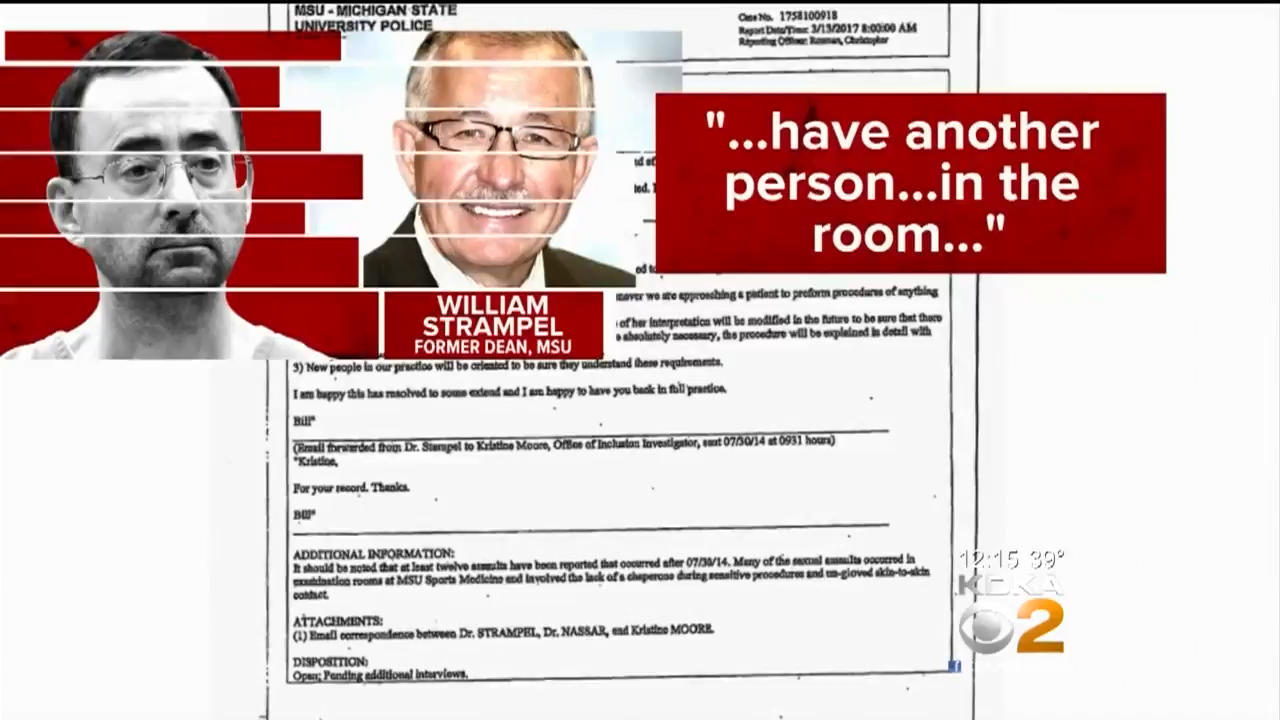 MSU - MICHIGAN STATE
UNIVERSITY POLICE
Case No. 1758100918
Report Date/Time: 3/13/2017 8:00:00 AM
Reporting Officer: Rozman, Christopher
"...have another
person...in the
room..."
WILLIAM
STRAMPEL
FORMER DEAN, MSU
ted.
ed to
never we are approaching a patient to preform procedures of anything
of her interpretation will be modified in the future to be sure that there
absolutely necessary, the procedure will be explained in detail with
3) New people in our practice will be oriented to be sure they understand these requirements.
I am happy this has resolved to some extend and I am happy to have you back in full practice.
Bill"
(Email forwarded from Dr. Stampel to Kristine Moore, Office of Inclusion Investigator, sent 07/30/14 at 0931 hours)
"Kristine,
For your record. Thanks.
Bill"
ADDITIONAL INFORMATION:
It should be noted that at least twelve assaults have been reported that occurred after 07/30/14. Many of the sexual assaults occurred in
examination rooms at MSU Sports Medicine and involved the lack of a chaperone during sensitive procedures and un-gloved skin-to-skin
contact.
ATTACHMENTS:
(1) Email correspondence between Dr. STRAMPEL, Dr. NASSAR, and Kristine MOORE.
DISPOSITION:
Open; Pending additional interviews.
12:15 39°
KDKA
2